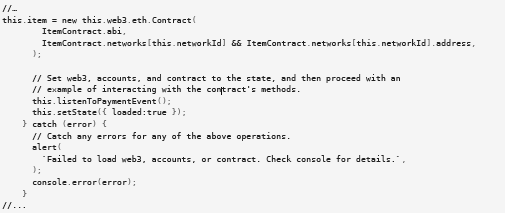 //…
this.item = new this.web3.eth.Contract(
ItemContract.abi,
ItemContract.networks[this.networkId] && ItemContract.networks[this.networkId].address,
);
// Set web3, accounts, and contract to the state, and then proceed with an
// example of interacting with the contract's methods.
this.listenToPaymentEvent();
this.setState({ loaded:true });
} catch (error) {
// Catch any errors for any of the above operations.
alert(
`Failed to load web3, accounts, or contract. Check console for details.`,
);
console.error(error);
}
//...